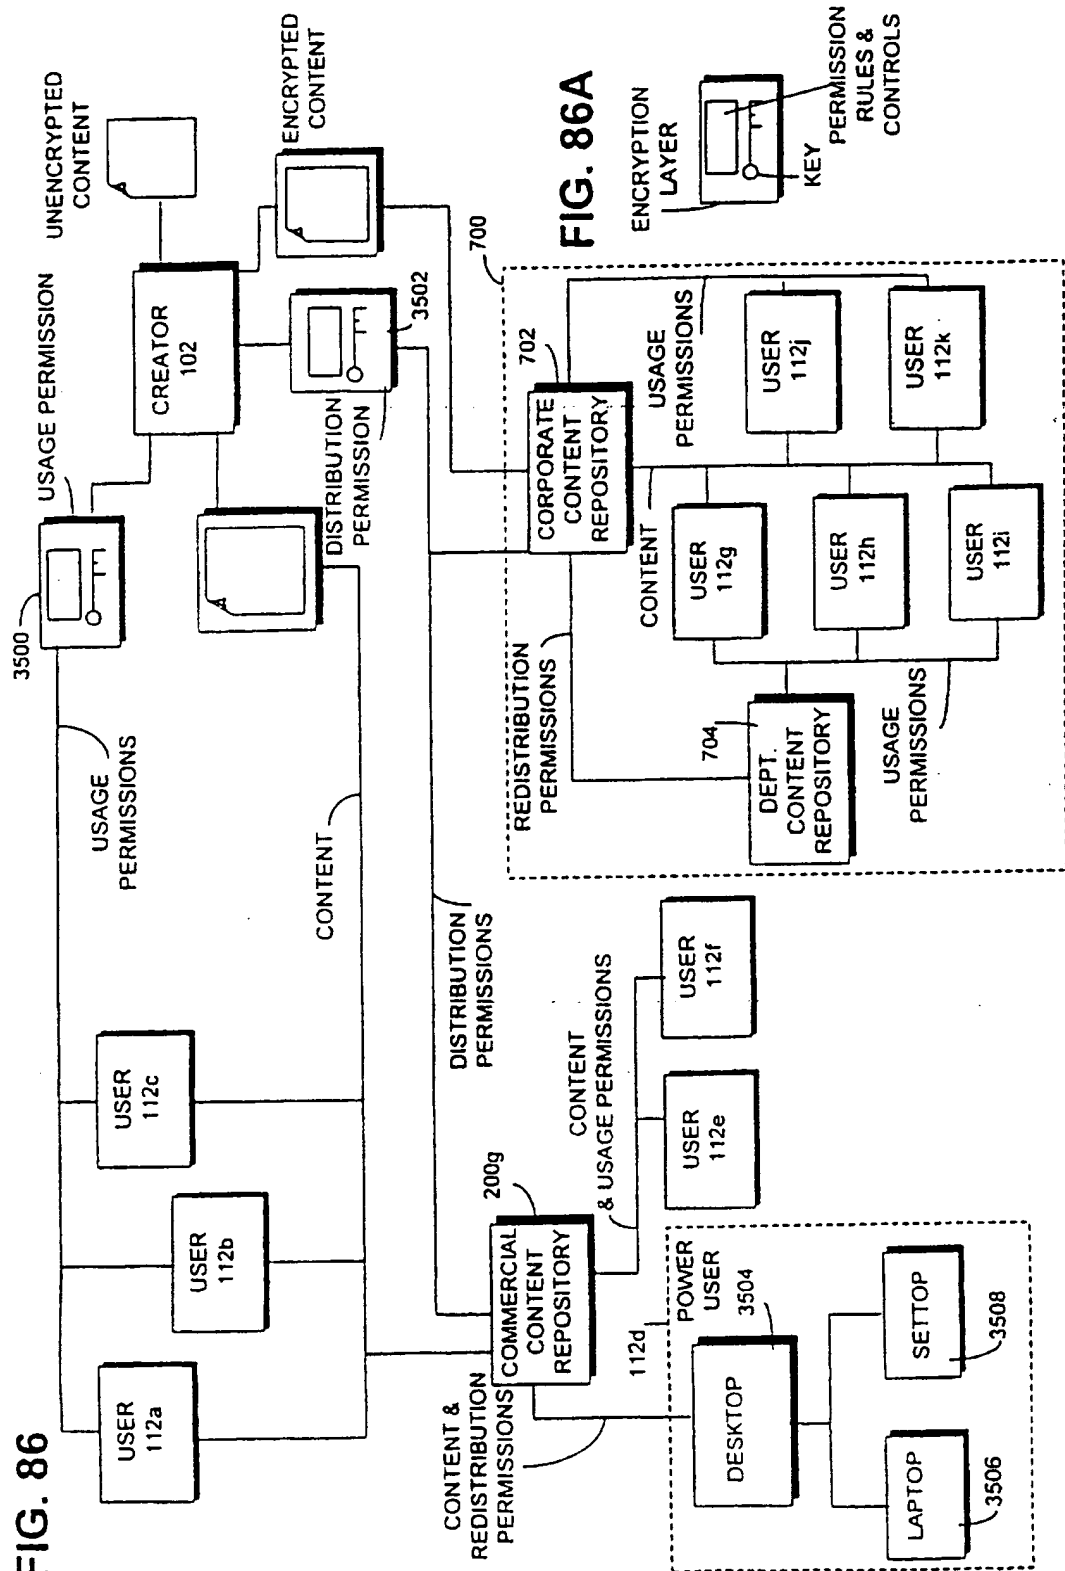 FIG. 86
USER
112a
USER
112b
USER
112c
USAGE
PERMISSIONS
CONTENT
3500
USAGE PERMISSION
CREATOR
102
UNENCRYPTED
CONTENT
ENCRYPTED
CONTENT
DISTRIBUTION
PERMISSION
3502
DISTRIBUTION
PERMISSIONS
COMMERCIAL
CONTENT
REPOSITORY
200g
CONTENT &
REDISTRIBUTION
PERMISSIONS
CONTENT
& USAGE PERMISSIONS
USER
112e
USER
112f
112d
POWER
USER
3504
DESKTOP
LAPTOP
3506
SETTOP
3508
700
CORPORATE
CONTENT
REPOSITORY
702
REDISTRIBUTION
PERMISSIONS
CONTENT
USAGE
PERMISSIONS
704
DEPT.
CONTENT
REPOSITORY
USAGE
PERMISSIONS
USER
112g
USER
112h
USER
112i
USER
112j
USER
112k
FIG. 86A
ENCRYPTION
LAYER
KEY
PERMISSION
RULES &
CONTROLS